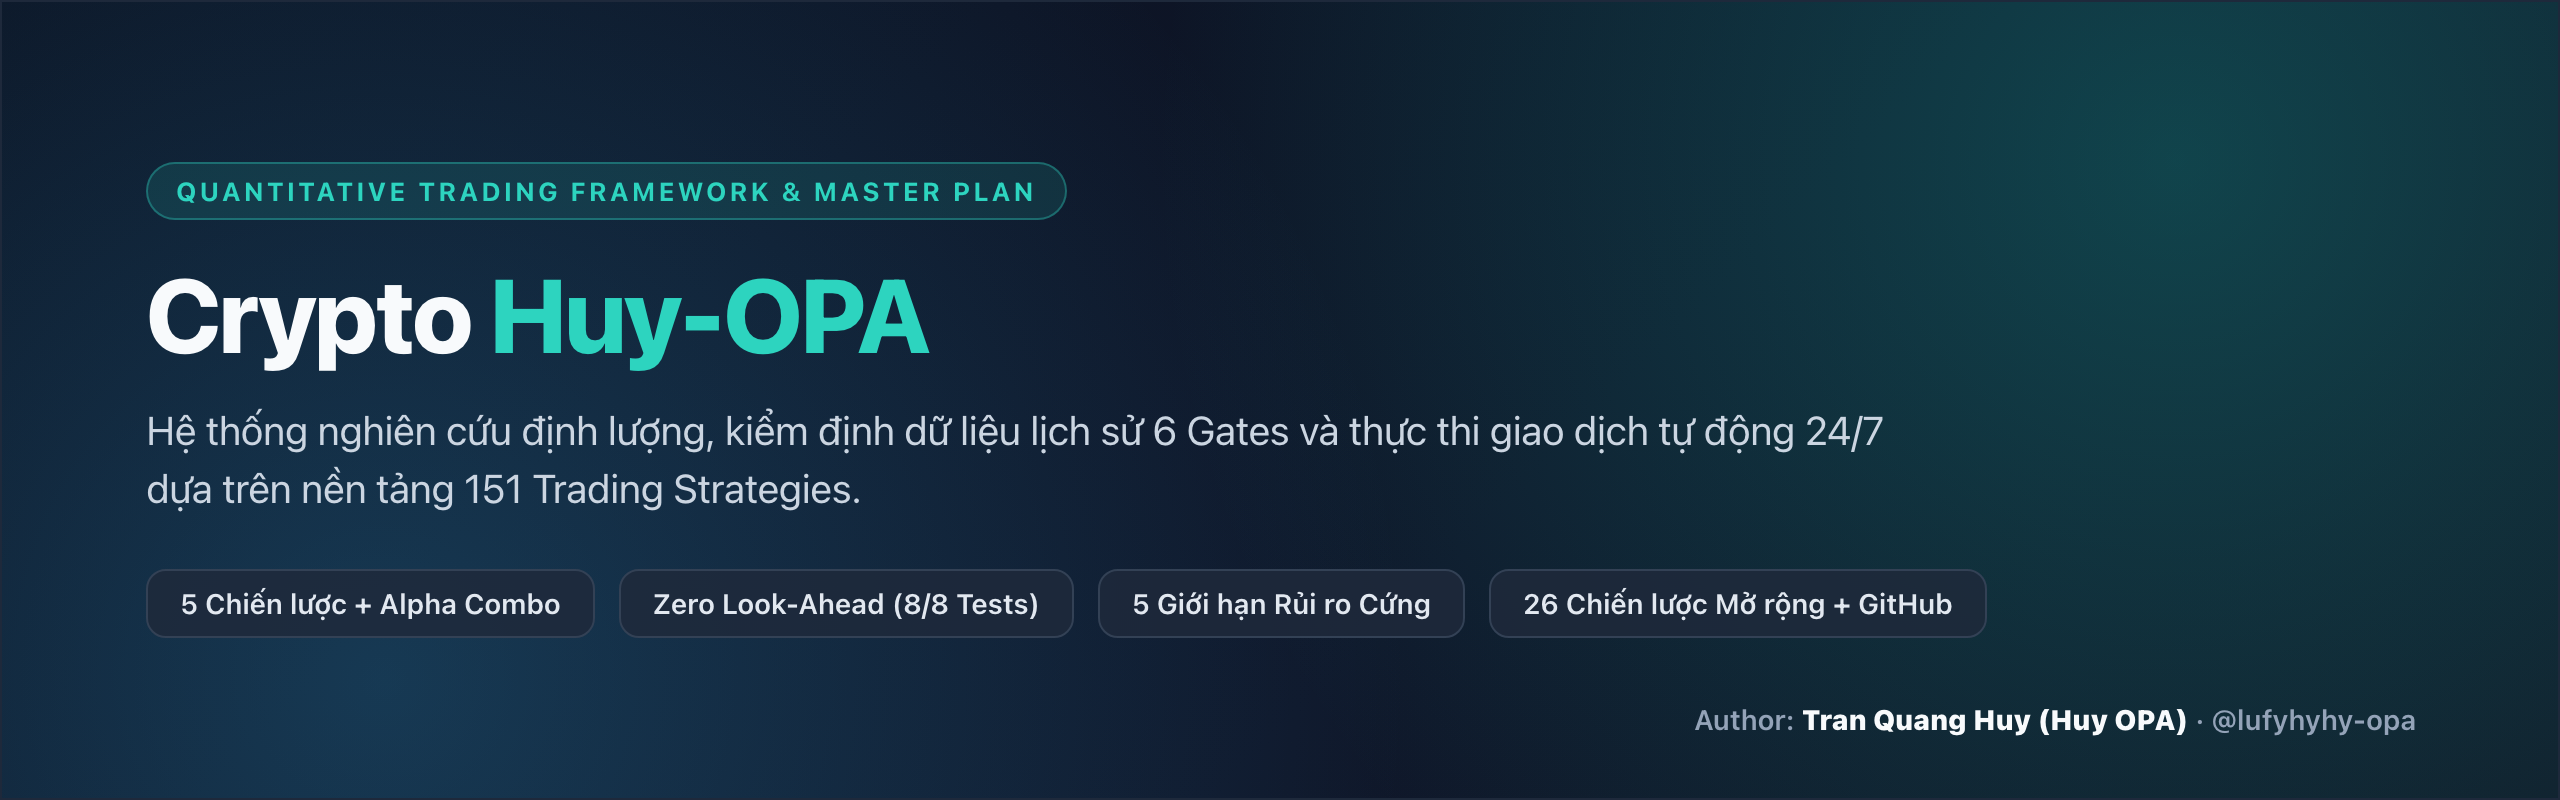 QUANTITATIVE TRADING FRAMEWORK & MASTER PLAN
Crypto Huy-OPA
Hệ thống nghiên cứu định lượng, kiểm định dữ liệu lịch sử 6 Gates và thực thi giao dịch tự động 24/7
dựa trên nền tảng 151 Trading Strategies.
5 Chiến lược + Alpha Combo
Zero Look-Ahead (8/8 Tests)
5 Giới hạn Rủi ro Cứng
26 Chiến lược Mở rộng + GitHub
Author: Tran Quang Huy (Huy OPA) · @lufyhyhy-opa